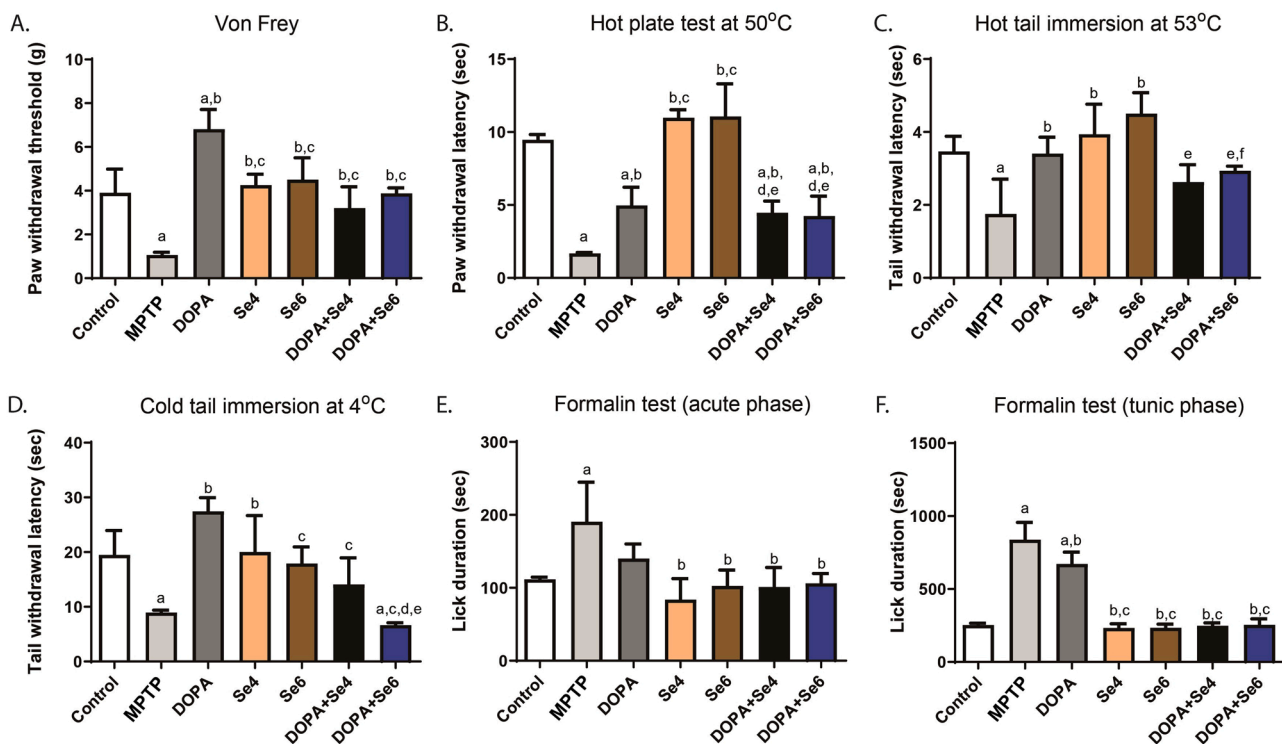 A.
Von Frey
Paw withdrawal threshold (g)
8
6
4
2
0
a
a,b
b,c
b,c
b,c
b,c
Control
MPTP
DOPA
Se4
Se6
DOPA+Se4
DOPA+Se6
B.
Hot plate test at 50°C
Paw withdrawal latency (sec)
15
10
5
0
a
a,b
b,c
b,c
a,b,
d,e
a,b,
d,e
Control
MPTP
DOPA
Se4
Se6
DOPA+Se4
DOPA+Se6
C.
Hot tail immersion at 53°C
Tail withdrawal latency (sec)
6
4
2
0
a
b
b
b
e
e,f
Control
MPTP
DOPA
Se4
Se6
DOPA+Se4
DOPA+Se6
D.
Cold tail immersion at 4°C
Tail withdrawal latency (sec)
40
30
20
10
0
a
b
b
c
c
a,c,d,e
Control
MPTP
DOPA
Se4
Se6
DOPA+Se4
DOPA+Se6
E.
Formalin test (acute phase)
Lick duration (sec)
300
200
100
0
a
b
b
b
b
Control
MPTP
DOPA
Se4
Se6
DOPA+Se4
DOPA+Se6
F.
Formalin test (tunic phase)
Lick duration (sec)
1500
1000
500
0
a
a,b
b,c
b,c
b,c
b,c
Control
MPTP
DOPA
Se4
Se6
DOPA+Se4
DOPA+Se6